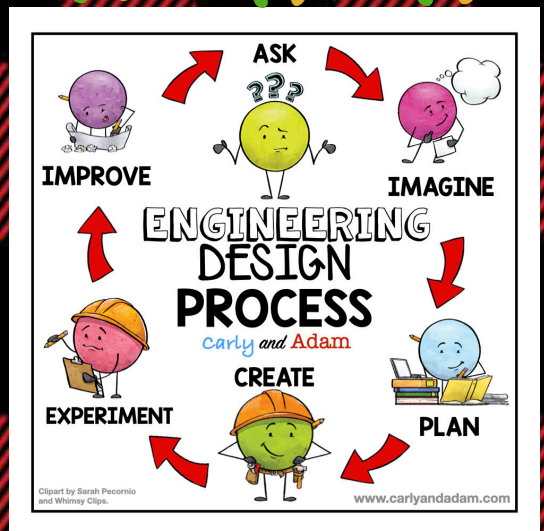 ASK
???
IMPROVE
IMAGINE
ENGINEERING
DESIGN
PROCESS
Carly and Adam
CREATE
EXPERIMENT
PLAN
Clipart by Sarah Pecornio
and Whimsy Clips.
www.carlyandadam.com